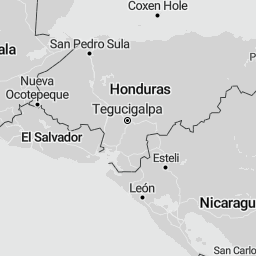 Coxen Hole
ala
San Pedro Sula
P
Nueva
Ocotepeque
Honduras
Tegucigalpa
El Salvador
Esteli
León
Nicaragu
San Carlo